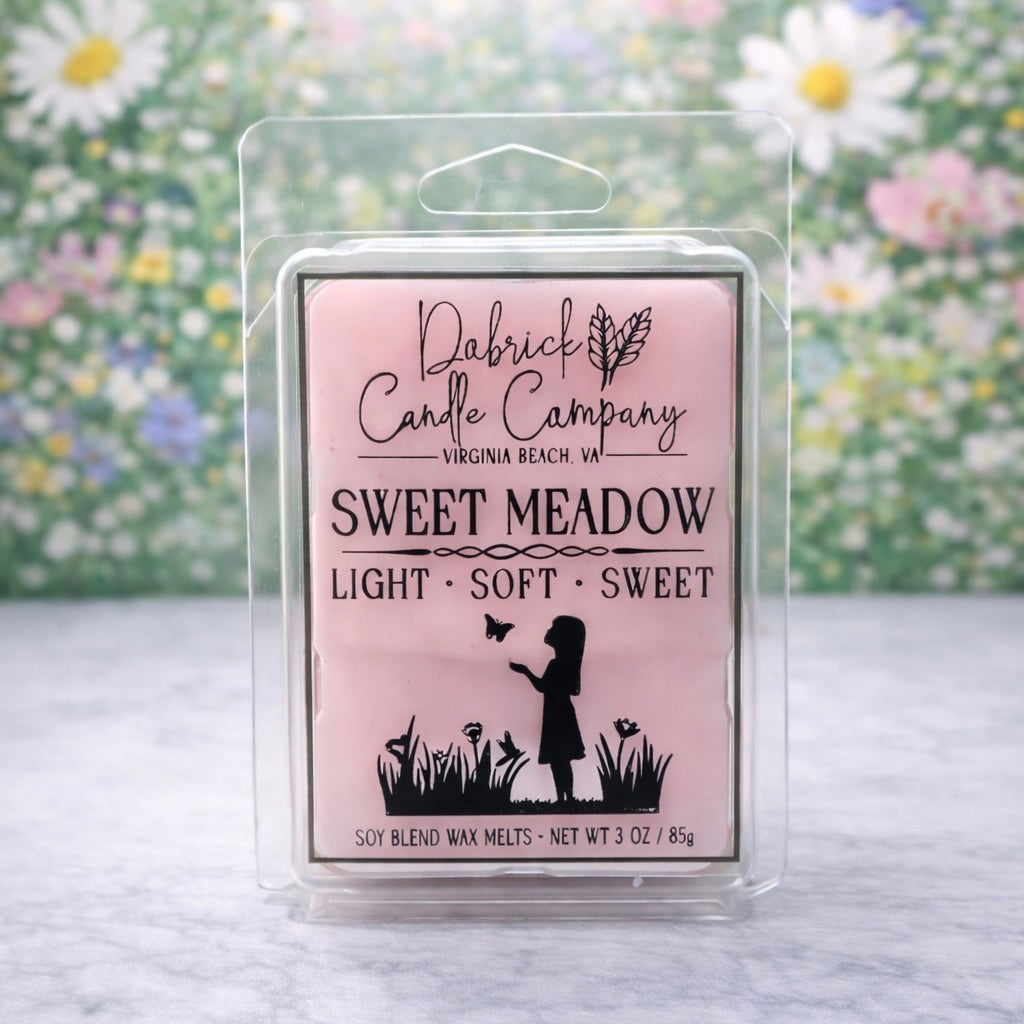 Dabrick
Candle Company
VIRGINIA BEACH, VA
SWEET MEADOW
LIGHT • SOFT • SWEET
SOY BLEND WAX MELTS - NET WT 3 OZ / 85g